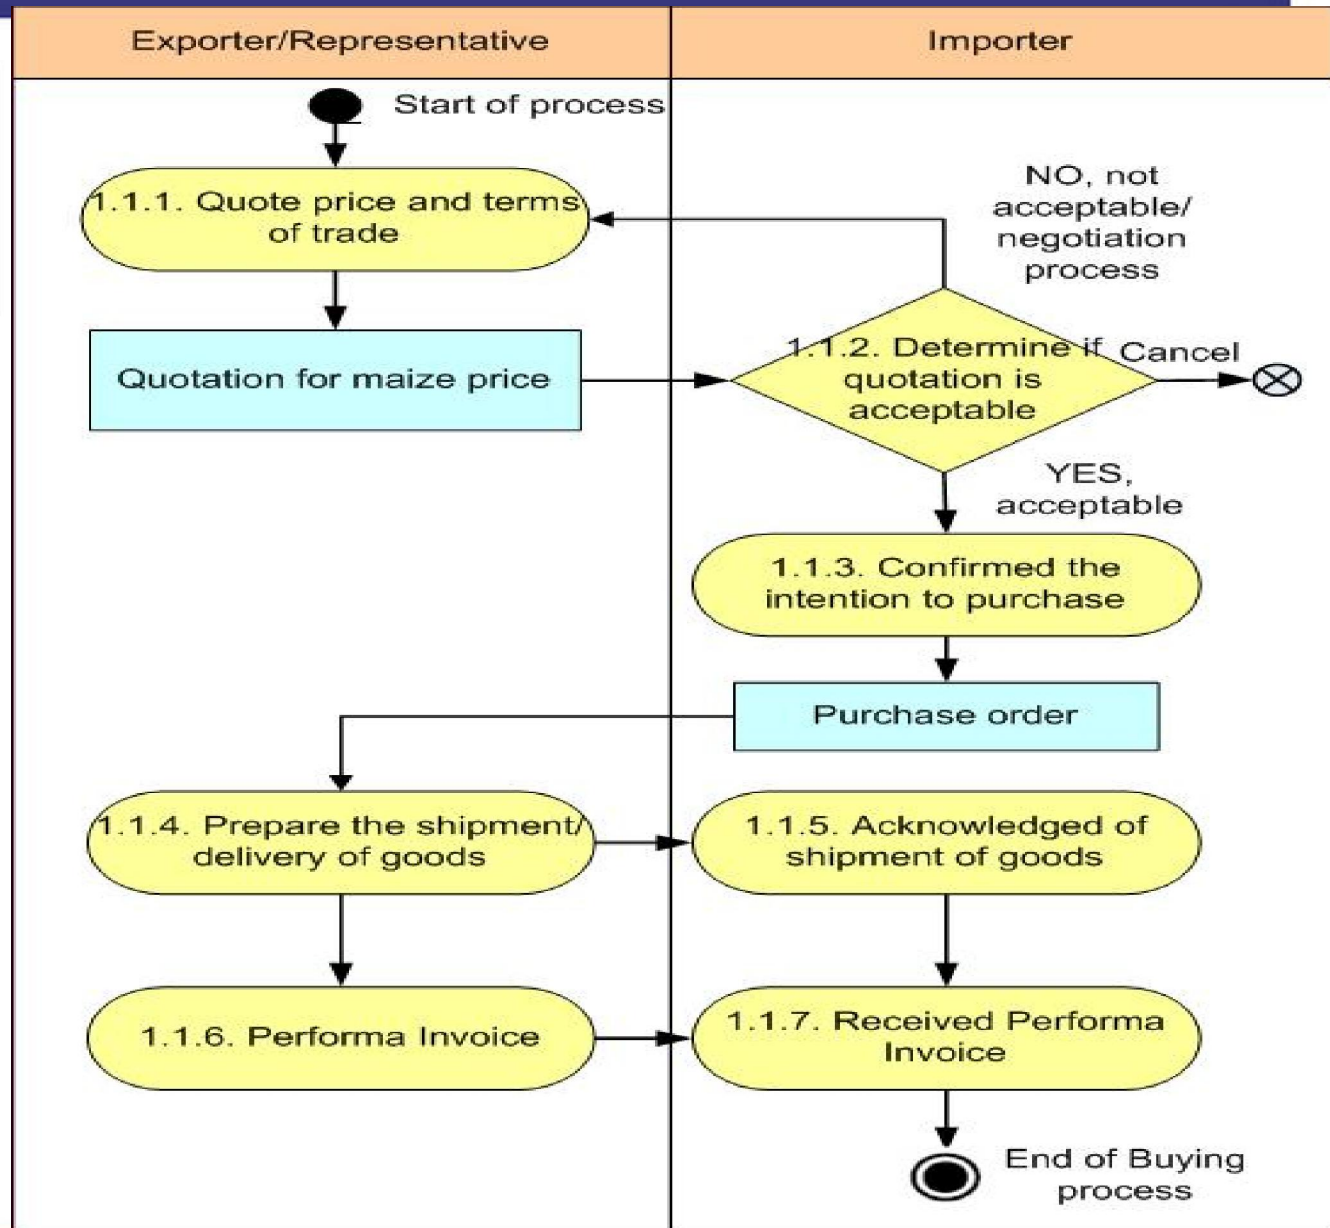 Exporter/Representative
Importer
Start of process
1.1.1. Quote price and terms
of trade
NO, not
acceptable/
negotiation
process
Quotation for maize price
1.1.2. Determine if
quotation is
acceptable
Cancel
YES,
acceptable
1.1.3. Confirmed the
intention to purchase
Purchase order
1.1.4. Prepare the shipment/
delivery of goods
1.1.5. Acknowledged of
shipment of goods
1.1.6. Performa Invoice
1.1.7. Received Performa
Invoice
End of Buying
process